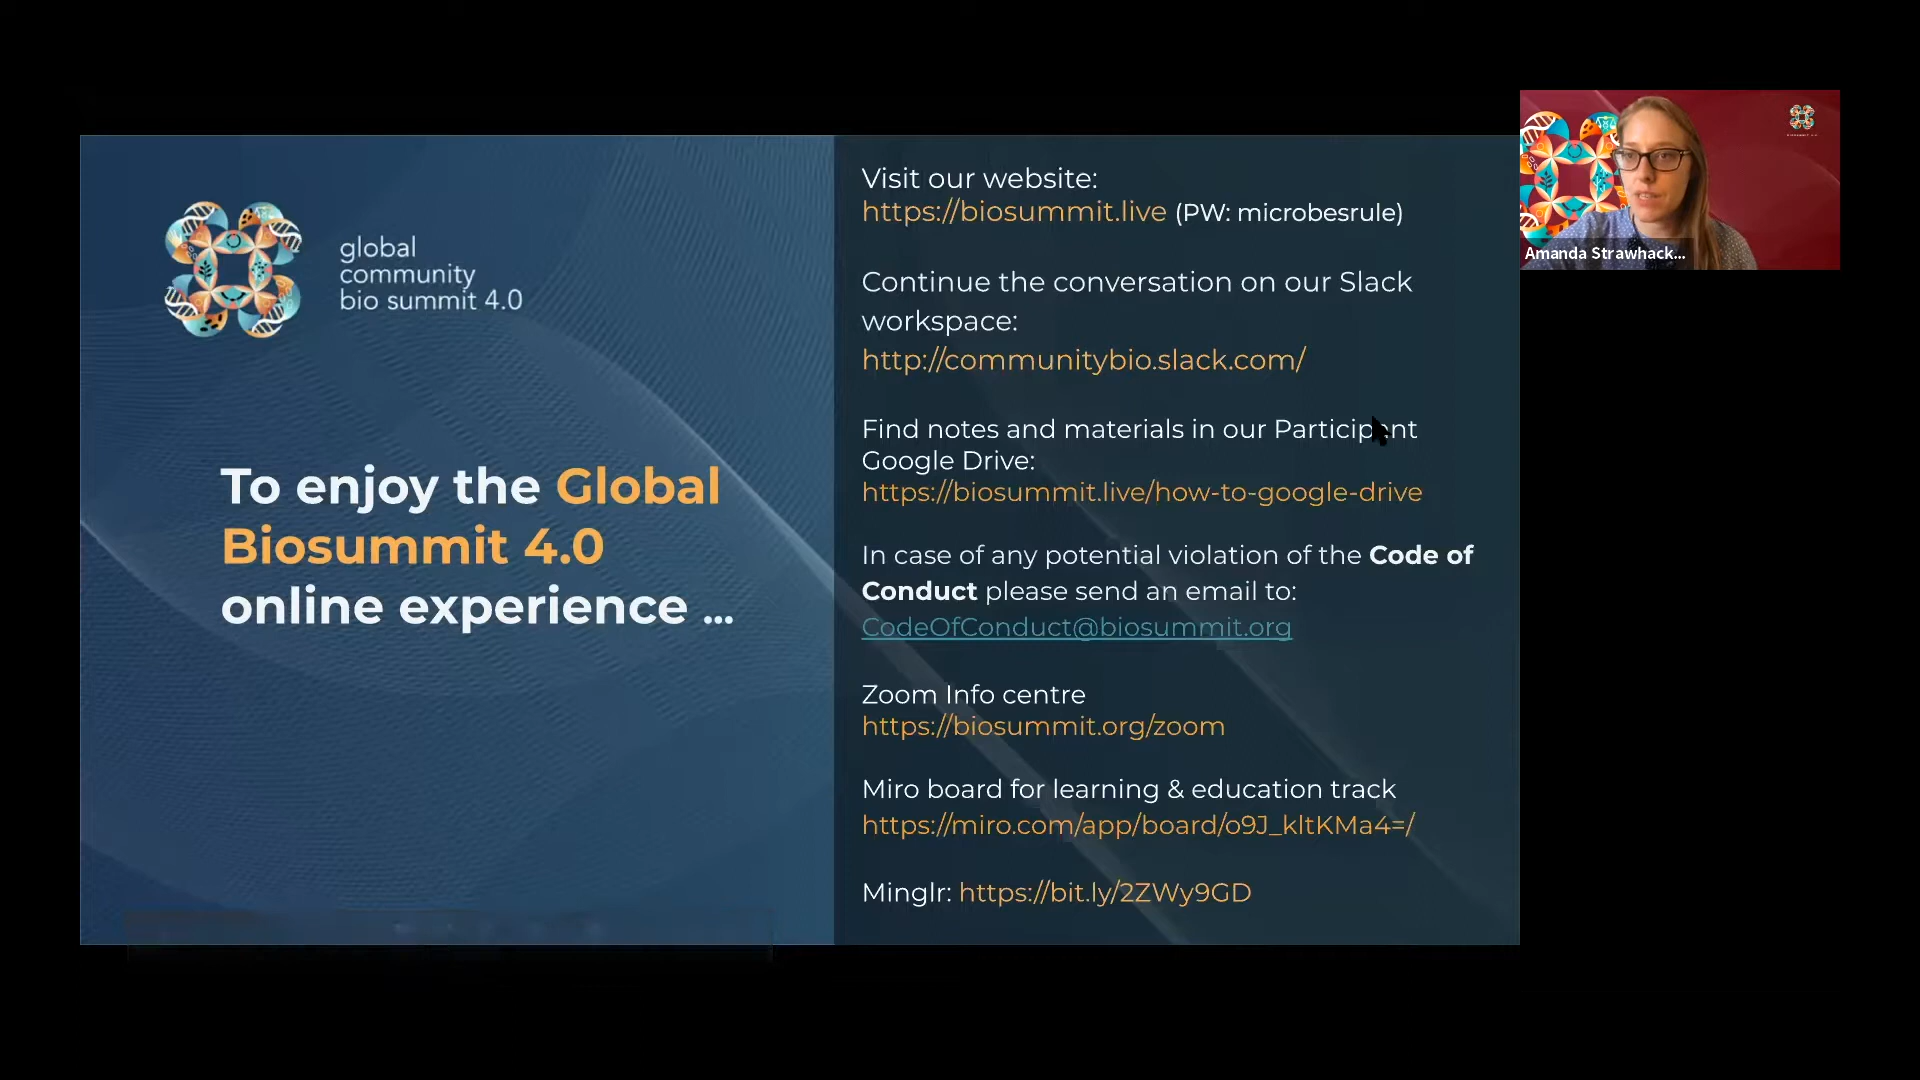 global
community
bio summit 4.0
To enjoy the Global
Biosummit 4.0
online experience ...
Visit our website:
https://biosummit.live (PW: microbesrule)
Continue the conversation on our Slack
workspace:
http://communitybio.slack.com/
Find notes and materials in our Participant
Google Drive:
https://biosummit.live/how-to-google-drive
In case of any potential violation of the Code of
Conduct please send an email to:
CodeOfConduct@biosummit.org
Zoom Info centre
https://biosummit.org/zoom
Miro board for learning & education track
https://miro.com/app/board/o9J_kltKMa4=/
Minglr: https://bit.ly/2ZWy9GD
Amanda Strawhack...